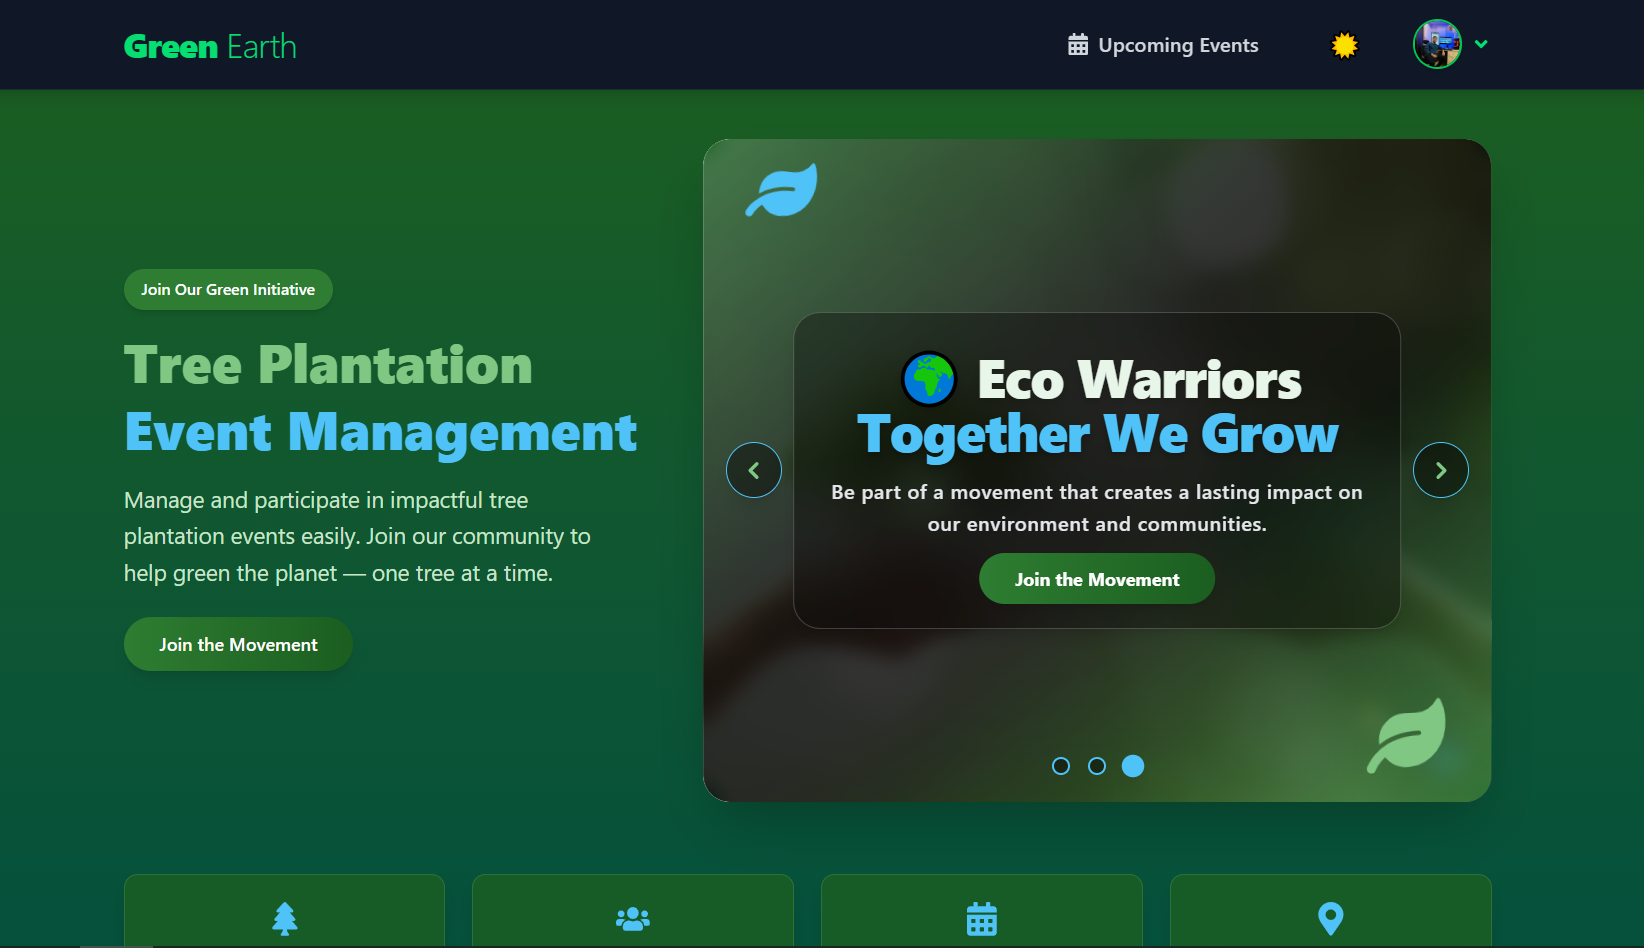 Green Earth
Upcoming Events
Join Our Green Initiative
Tree Plantation
Event Management
Manage and participate in impactful tree
plantation events easily. Join our community to
help green the planet — one tree at a time.
Join the Movement
Eco Warriors
Together We Grow
Be part of a movement that creates a lasting impact on
our environment and communities.
Join the Movement